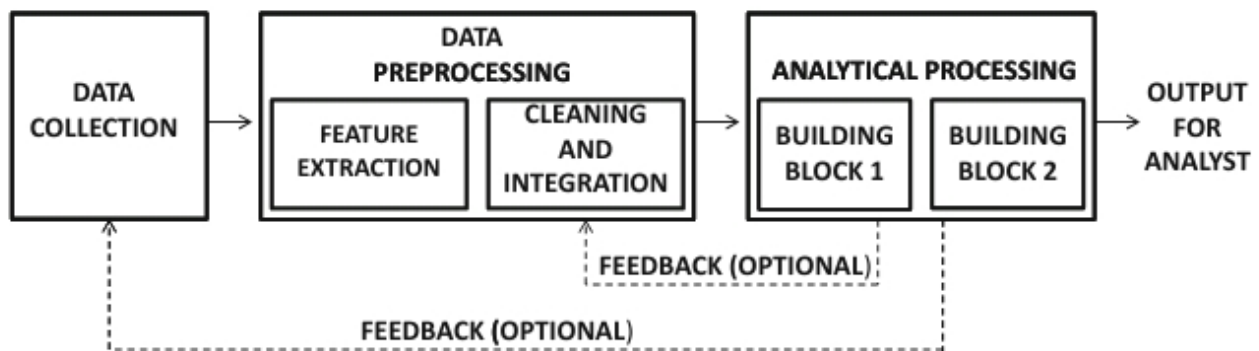 DATA
COLLECTION
DATA
PREPROCESSING
FEATURE
EXTRACTION
CLEANING
AND
INTEGRATION
ANALYTICAL PROCESSING
BUILDING
BLOCK 1
BUILDING
BLOCK 2
OUTPUT
FOR
ANALYST
FEEDBACK (OPTIONAL)
FEEDBACK (OPTIONAL)